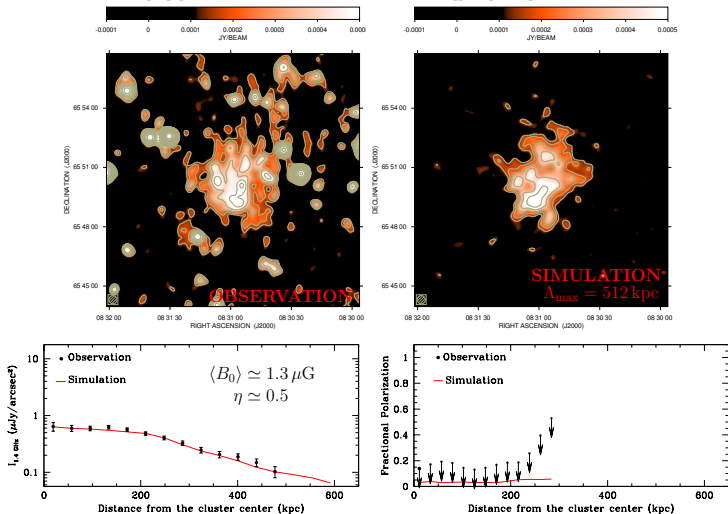 -0.0001 0 0.0001 0.0002 0.0003 0.0004 0.000
JY/BEAM
-0.0001 0 0.0001 0.0002 0.0003 0.0004 0.0005
JY/BEAM
65 54 00
65 51 00
65 48 00
65 45 00
DECLINATION (J2000)
OBSERVATION
08 32 00 08 31 30 08 31 00 08 30 30 08 30 00
RIGHT ASCENSION (J2000)
65 54 00
65 51 00
65 48 00
65 45 00
DECLINATION (J2000)
SIMULATION
Λmax = 512 kpc
08 32 00 08 31 30 08 31 00 08 30 30 08 30 00
RIGHT ASCENSION (J2000)
10
1
0.1
I1.4 GHz (μJy/arcsec²)
Observation
Simulation
⟨B0⟩ ≃ 1.3 μG
η ≃ 0.5
0 200 400 600
Distance from the cluster center (kpc)
1
0.8
0.6
0.4
0.2
0
Fractional Polarization
Observation
Simulation
0 200 400 600
Distance from the cluster center (kpc)